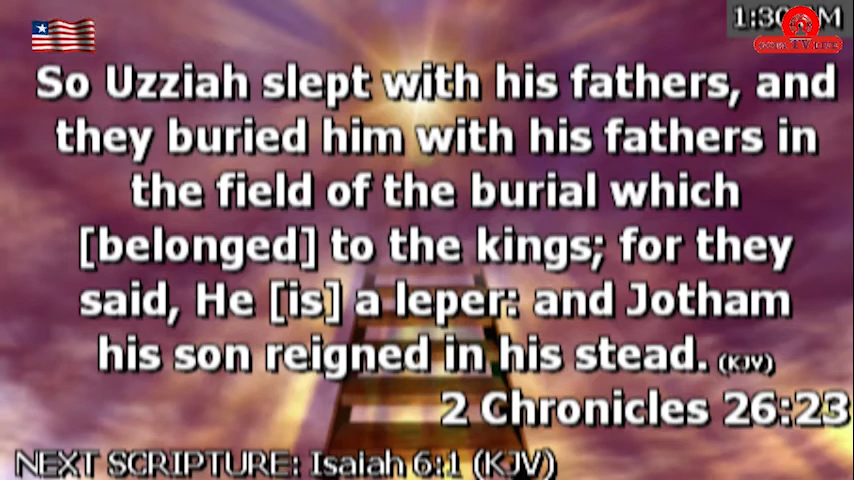 So Uzziah slept with his fathers, and
they buried him with his fathers in
the field of the burial which
[belonged] to the kings; for they
said, He [is] a leper: and Jotham
his son reigned in his stead. (KJV)
2 Chronicles 26:23
NEXT SCRIPTURE: Isaiah 6:1 (KJV)